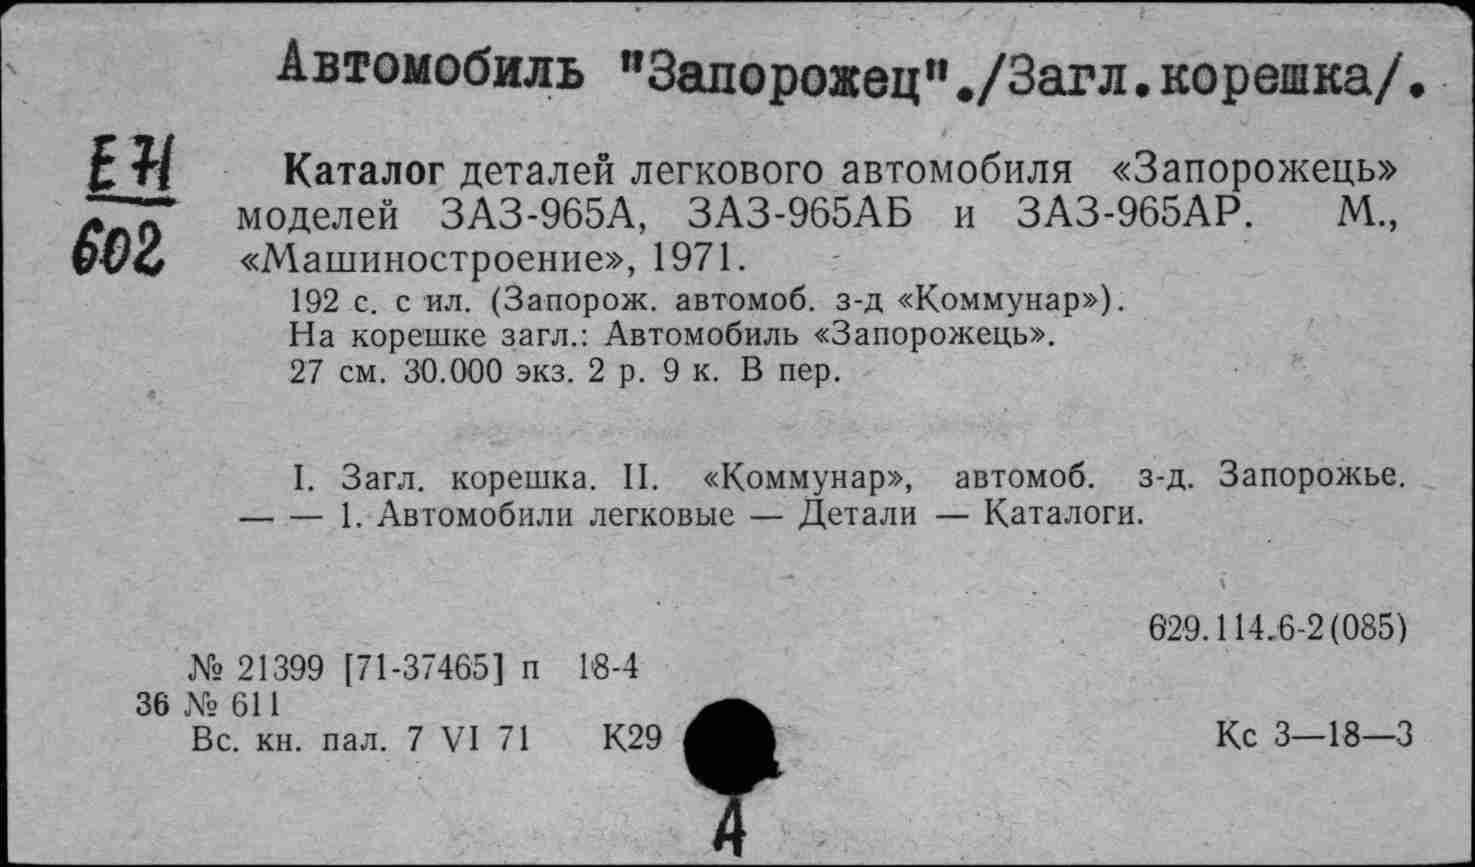 Автомобиль "Запорожец"./Загл.корешка/.
ЕЯ
602
Каталог деталей легкового автомобиля «Запорожець»
моделей ЗАЗ-965А, ЗАЗ-965АБ и ЗАЗ-965АР. М.,
«Машиностроение», 1971.
192 с. с ил. (Запорож. автомоб. з-д «Коммунар»).
На корешке загл.: Автомобиль «Запорожець».
27 см. 30.000 экз. 2 р. 9 к. В пер.
I. Загл. корешка. II. «Коммунар», автомоб. з-д. Запорожье.
— — 1. Автомобили легковые — Детали — Каталоги.
629.114.6-2(085)
№ 21399 [71-37465] п 18-4
36 № 611
Вс. кн. пал. 7 VI 71 К29
Кс 3—18—3
А